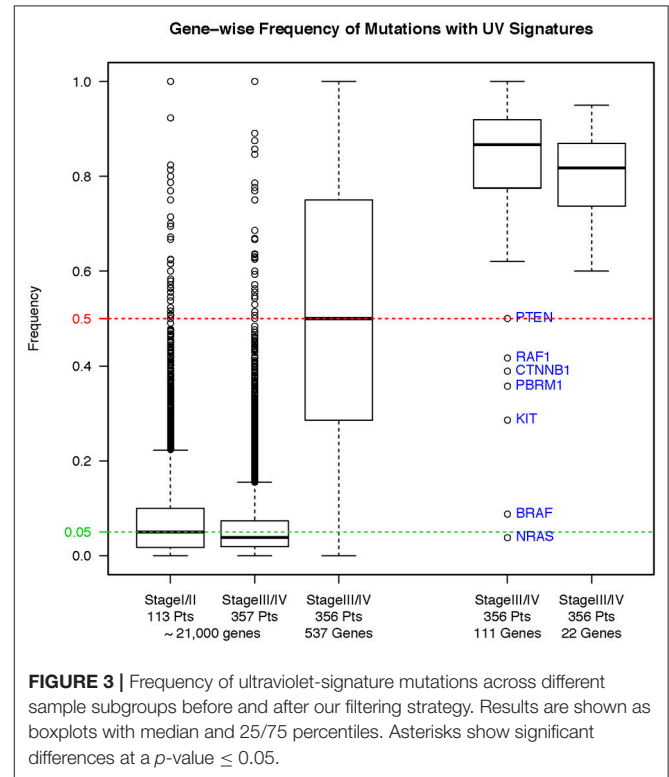 Gene–wise Frequency of Mutations with UV Signatures
Frequency
1.0
0.8
0.6
0.5
0.4
0.2
0.05
0.0
PTEN
RAF1
CTNNB1
PBRM1
KIT
BRAF
NRAS
StageI/II StageIII/IV StageIII/IV StageIII/IV StageIII/IV
113 Pts 357 Pts 356 Pts 356 Pts 356 Pts
~ 21,000 genes 537 Genes 111 Genes 22 Genes
FIGURE 3 | Frequency of ultraviolet-signature mutations across different
sample subgroups before and after our filtering strategy. Results are shown as
boxplots with median and 25/75 percentiles. Asterisks show significant
differences at a p-value ≤ 0.05.